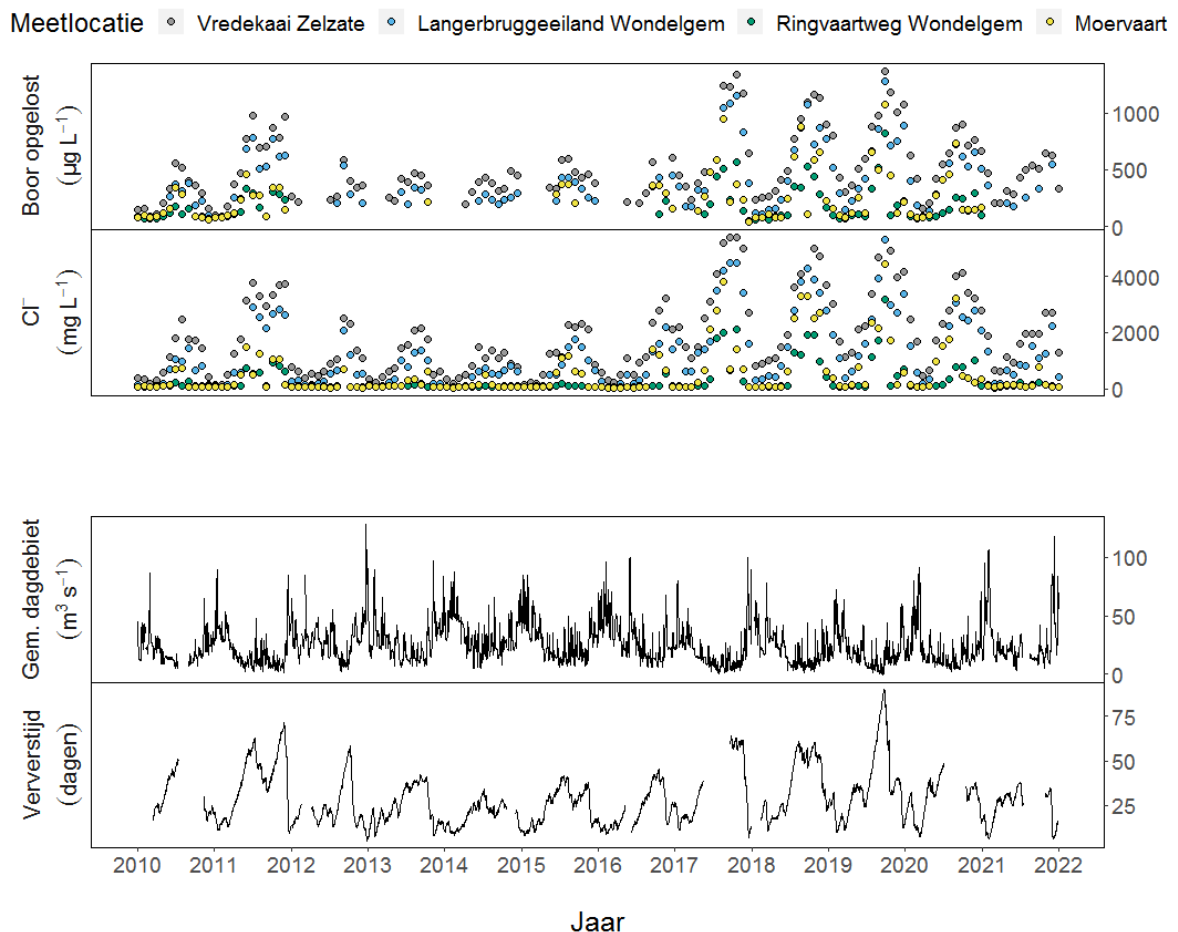 Meetlocatie Vredekaai Zelzate Langerbruggeeiland Wondelgem Ringvaartweg Wondelgem Moervaart
Boor opgelost
(µg L⁻¹)
1000
500
0
Cl⁻
(mg L⁻¹)
4000
2000
0
Gem. dagdebiet
(m³ s⁻¹)
100
50
0
Ververstijd
(dagen)
75
50
25
2010 2011 2012 2013 2014 2015 2016 2017 2018 2019 2020 2021 2022
Jaar